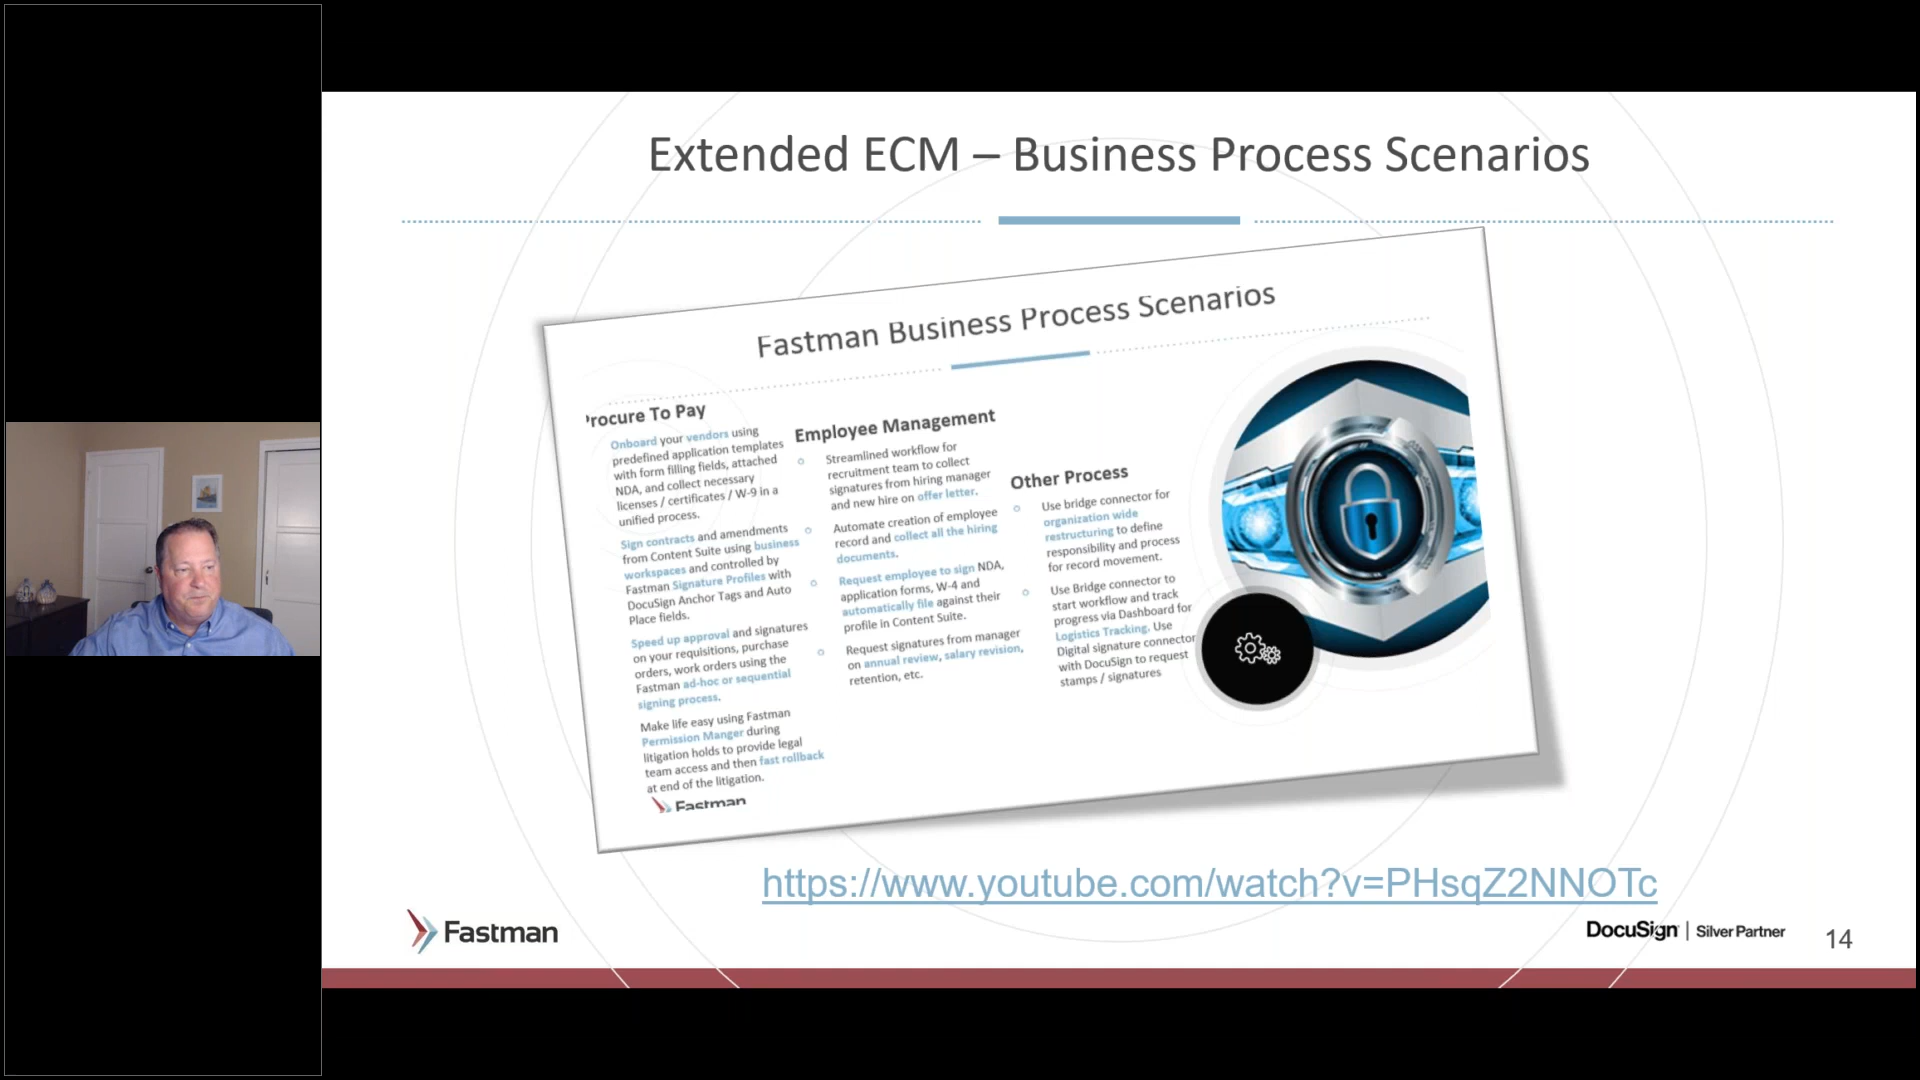 Extended ECM – Business Process Scenarios
Fastman Business Process Scenarios
Procure To Pay
Onboard your vendors using
predefined application templates
with form filling fields, attached
NDA, and collect necessary
licenses / certificates / W-9 in a
unified process.
Sign contracts and amendments
from Content Suite using business
workspaces and controlled by
Fastman Signature Profiles with
DocuSign Anchor Tags and Auto
Place fields.
Speed up approval and signatures
on your requisitions, purchase
orders, work orders using the
Fastman ad-hoc or sequential
signing process.
Make life easy using Fastman
Permission Manger during
litigation holds to provide legal
team access and then fast rollback
at end of the litigation.
Fastman
Employee Management
Streamlined workflow for
recruitment team to collect
signatures from hiring manager
and new hire on offer letter.
Automate creation of employee
record and collect all the hiring
documents.
Request employee to sign NDA,
application forms, W-4 and
automatically file against their
profile in Content Suite.
Request signatures from manager
on annual review, salary revision,
retention, etc.
Other Process
Use bridge connector for
organization wide
restructuring to define
responsibility and process
for record movement.
Use Bridge connector to
start workflow and track
progress via Dashboard for
Logistics Tracking. Use
Digital signature connector
with DocuSign to request
stamps / signatures
https://www.youtube.com/watch?v=PHsqZ2NNOTc
Fastman
DocuSign | Silver Partner
14